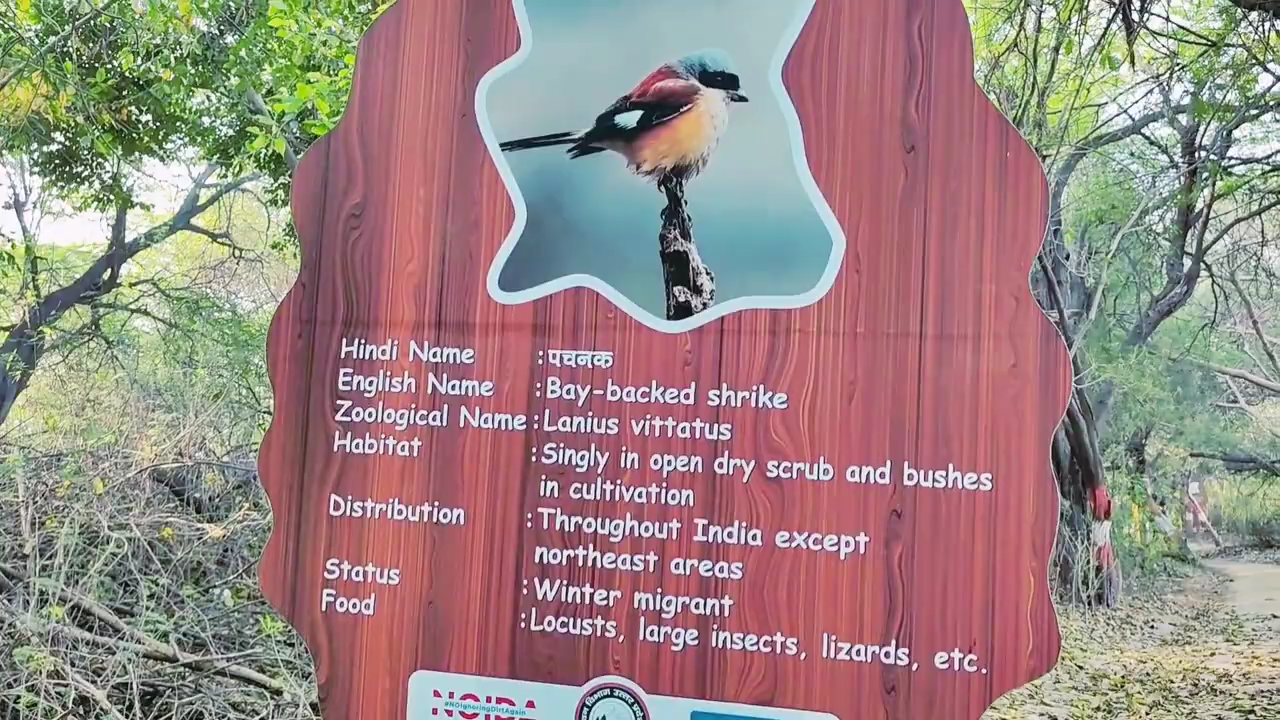 Hindi Name : पचनक
English Name : Bay-backed shrike
Zoological Name : Lanius vittatus
Habitat : Singly in open dry scrub and bushes
in cultivation
Distribution : Throughout India except
northeast areas
Status : Winter migrant
Food : Locusts, large insects, lizards, etc.
NOIDA
#NOIgnoringDirtAgain